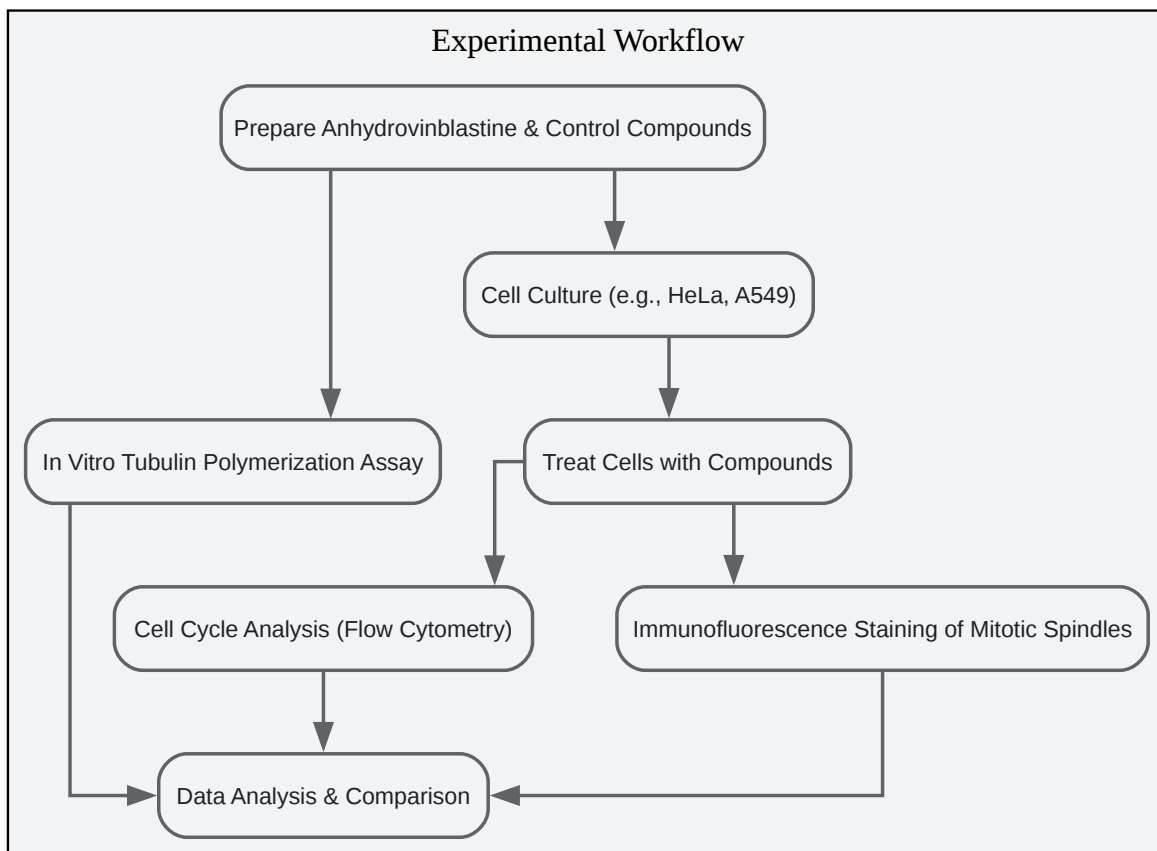 Experimental Workflow
Prepare Anhydrovinblastine & Control Compounds
Cell Culture (e.g., HeLa, A549)
In Vitro Tubulin Polymerization Assay
Treat Cells with Compounds
Cell Cycle Analysis (Flow Cytometry)
Immunofluorescence Staining of Mitotic Spindles
Data Analysis & Comparison